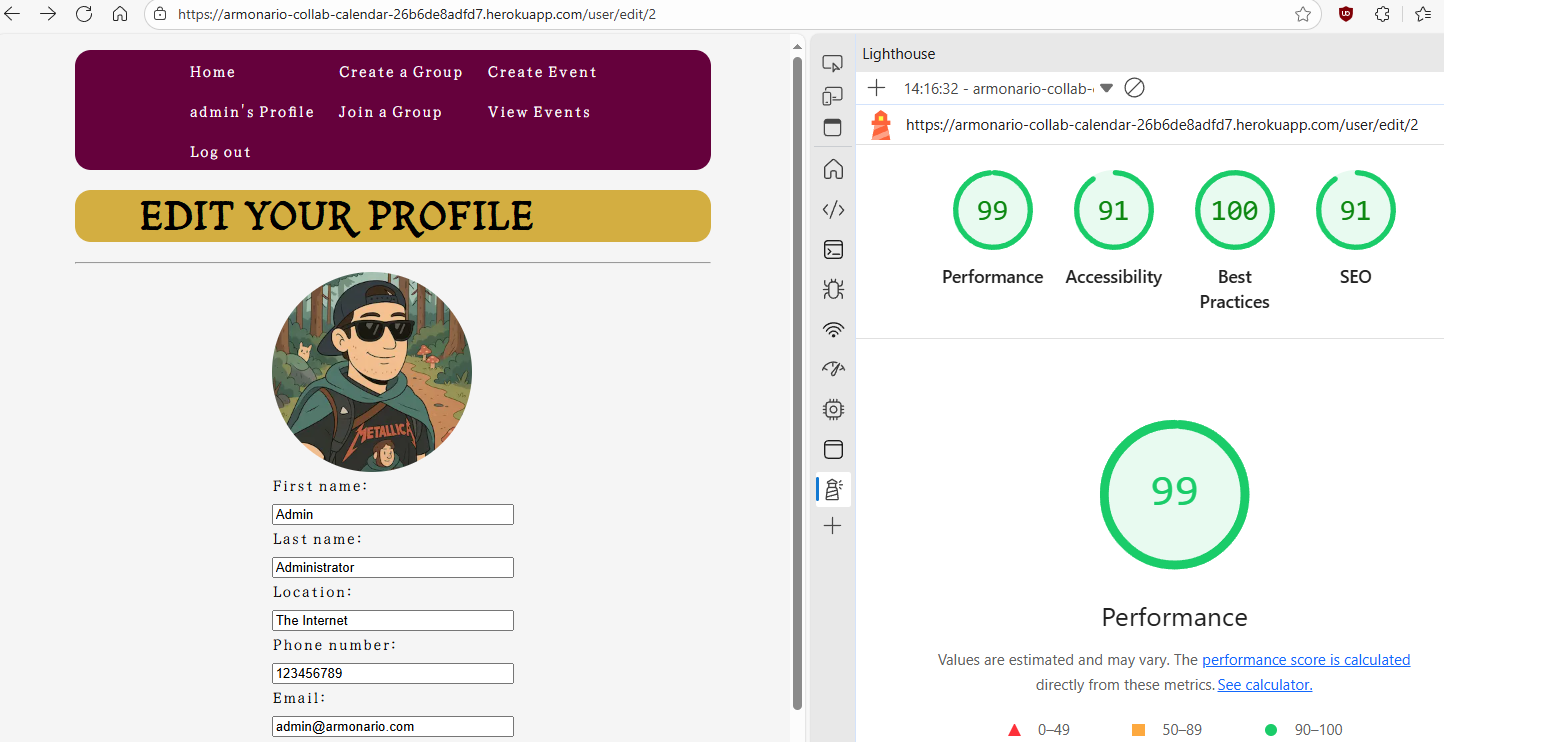 https://armonario-collab-calendar-26b6de8adfd7.herokuapp.com/user/edit/2
Home
Create a Group
Create Event
admin's Profile
Join a Group
View Events
Log out
EDIT YOUR PROFILE
METALLICA
First name:
Admin
Last name:
Administrator
Location:
The Internet
Phone number:
123456789
Email:
admin@armonario.com
Lighthouse
14:16:32 - armonario-collab-
https://armonario-collab-calendar-26b6de8adfd7.herokuapp.com/user/edit/2
99
91
100
91
Performance
Accessibility
Best
Practices
SEO
99
Performance
Values are estimated and may vary. The performance score is calculated
directly from these metrics. See calculator.
0–49
50–89
90–100